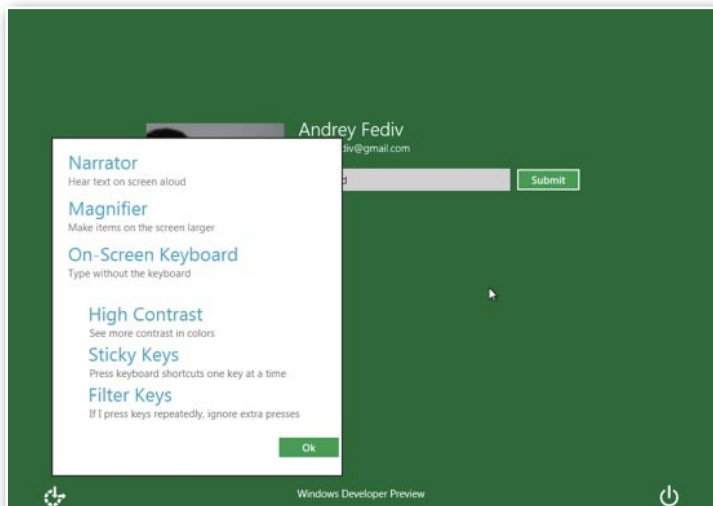 Andrey Fediv
div@gmail.com
d
Submit
Narrator
Hear text on screen aloud
Magnifier
Make items on the screen larger
On-Screen Keyboard
Type without the keyboard
High Contrast
See more contrast in colors
Sticky Keys
Press keyboard shortcuts one key at a time
Filter Keys
If I press keys repeatedly, ignore extra presses
Ok
Windows Developer Preview